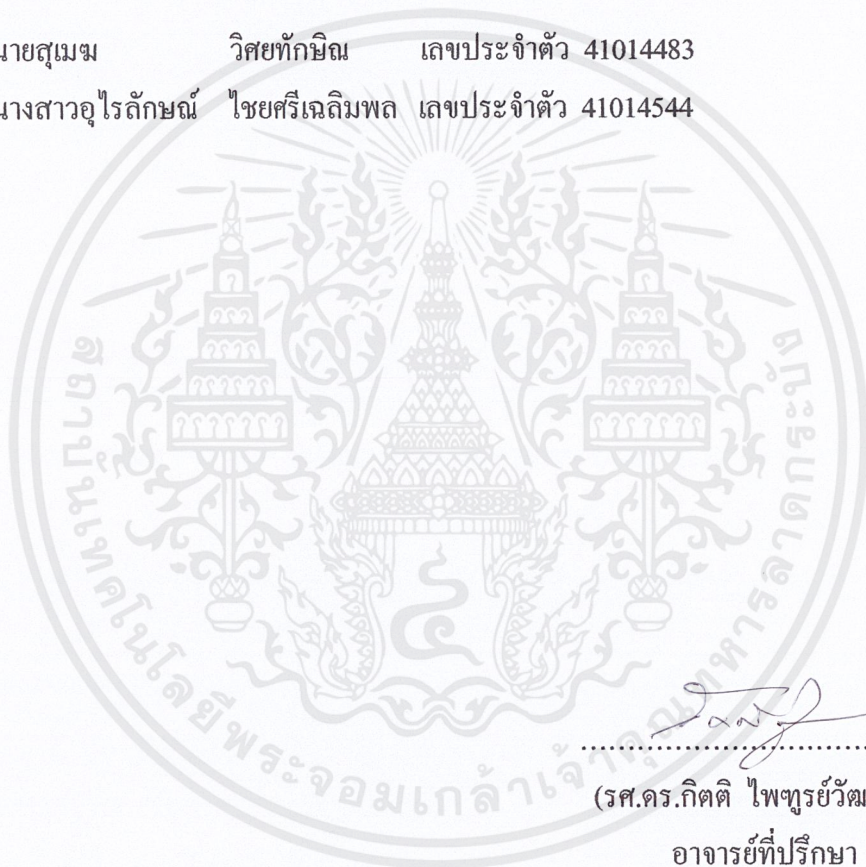 นายสุเมฆ วิศยทักษิณ เลขประจำตัว 41014483
นางสาวอุไรลักษณ์ ไชยศรีเฉลิมพล เลขประจำตัว 41014544
สถาบันเทคโนโลยีพระจอมเกล้าเจ้าคุณทหารลาดกระบัง
(รศ.ดร.กิตติ ไพฑูรย์วัฒ
อาจารย์ที่ปรึกษา